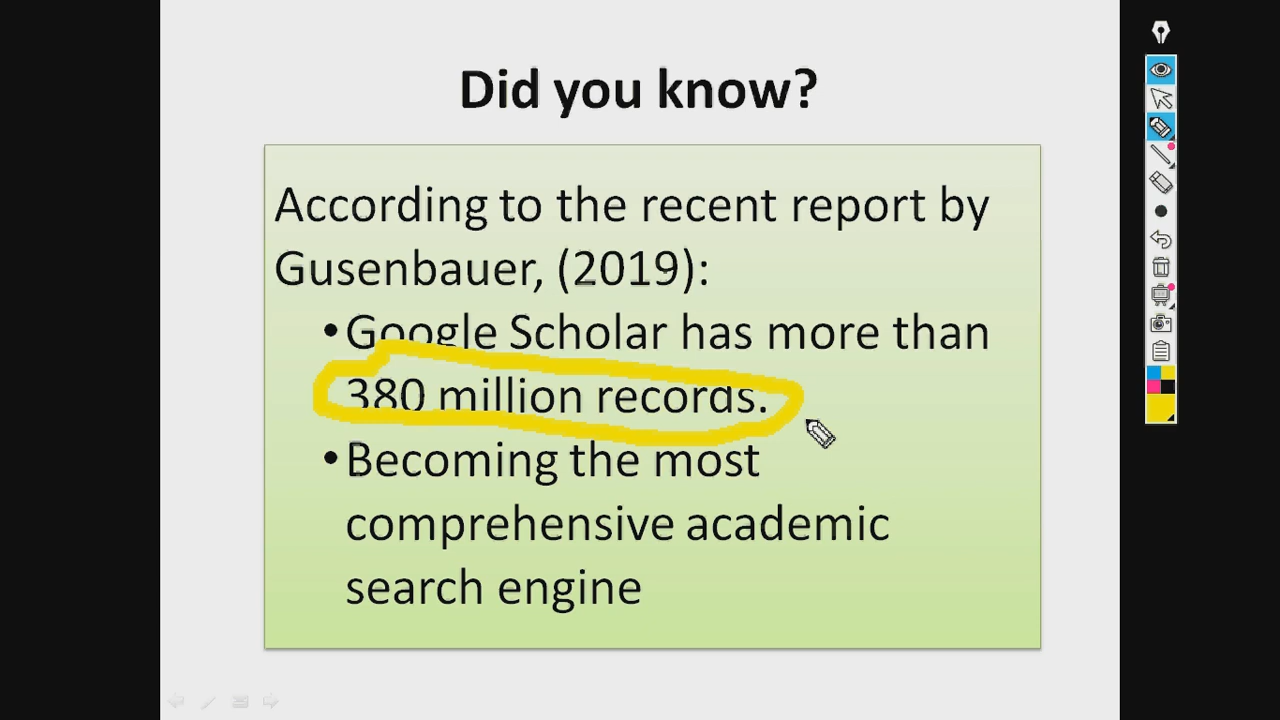 Did you know?
According to the recent report by
Gusenbauer, (2019):
•Google Scholar has more than
380 million records.
•Becoming the most
comprehensive academic
search engine